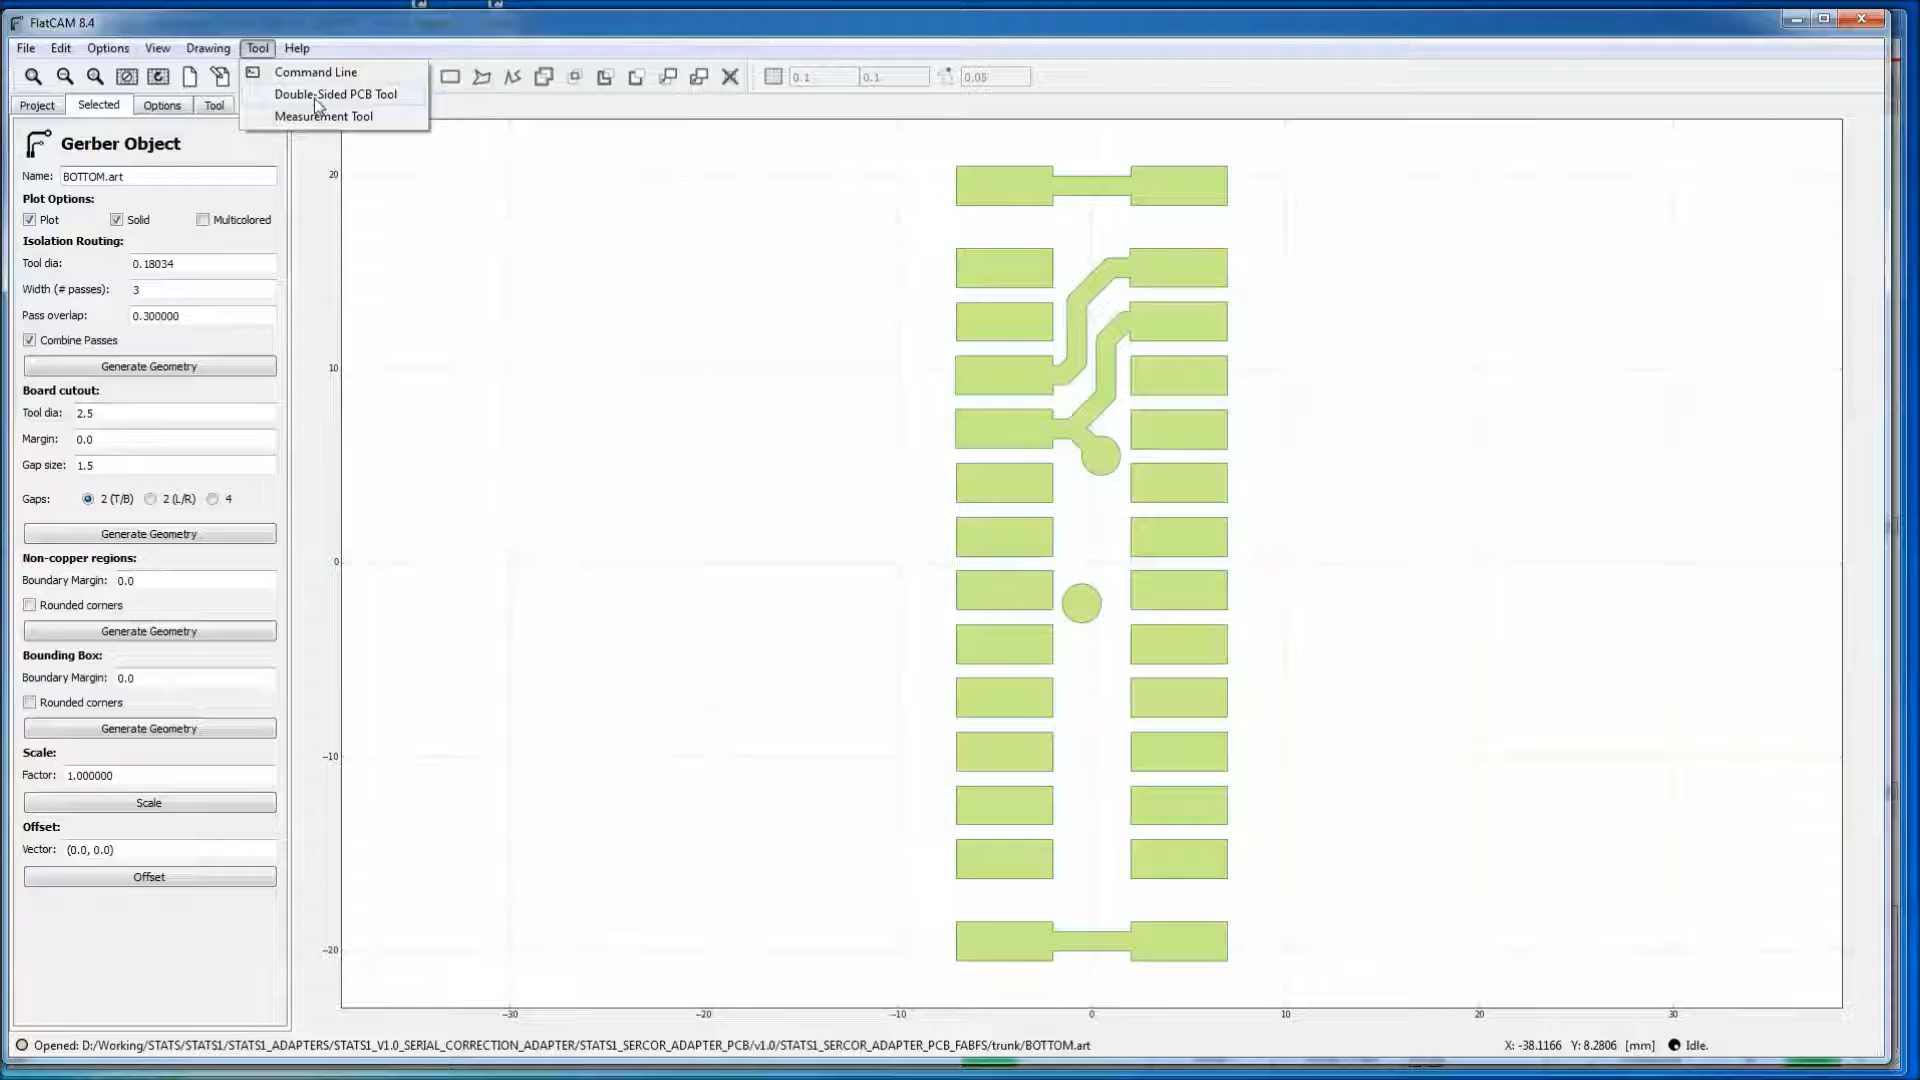 FlatCAM 8.4
File Edit Options View Drawing Tool Help
Command Line
Double-Sided PCB Tool
Measurement Tool
0.1 0.1 0.05
Project Selected Options Tool
Gerber Object
Name: BOTTOM.art
Plot Options:
Plot Solid Multicolored
Isolation Routing:
Tool dia: 0.18034
Width (# passes): 3
Pass overlap: 0.300000
Combine Passes
Generate Geometry
Board cutout:
Tool dia: 2.5
Margin: 0.0
Gap size: 1.5
Gaps: 2 (T/B) 2 (L/R) 4
Generate Geometry
Non-copper regions:
Boundary Margin: 0.0
Rounded corners
Generate Geometry
Bounding Box:
Boundary Margin: 0.0
Rounded corners
Generate Geometry
Scale:
Factor: 1.000000
Scale
Offset:
Vector: (0.0, 0.0)
Offset
20
10
0
−10
−20
−30 −20 −10 0 10 20 30
Opened: D:/Working/STATS/STATS1/STATS1_ADAPTERS/STATS1_V1.0_SERIAL_CORRECTION_ADAPTER/STATS1_SERCOR_ADAPTER_PCB/v1.0/STATS1_SERCOR_ADAPTER_PCB_FABFS/trunk/BOTTOM.art X: -38.1166 Y: 8.2806 [mm] Idle.